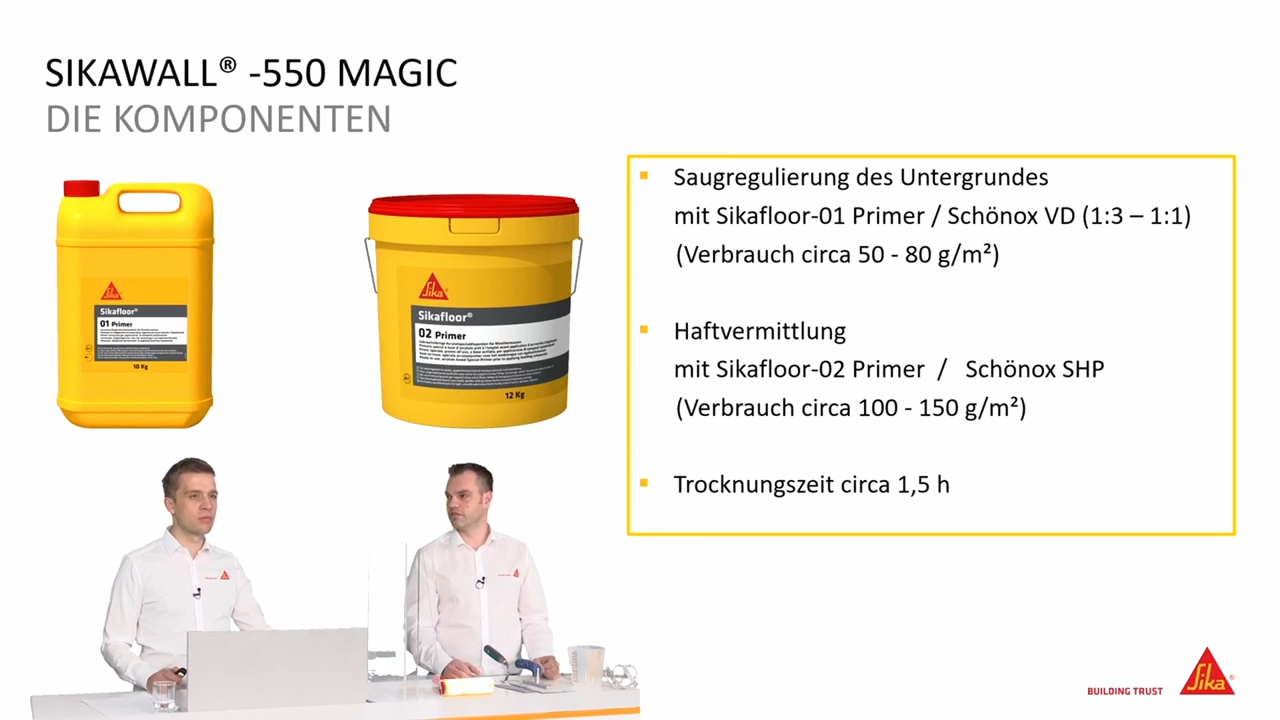 SIKAWALL® -550 MAGIC
DIE KOMPONENTEN
Sika
Sikafloor®
01 Primer
10 Kg
Sika
Sikafloor®
02 Primer
12 Kg
▪ Saugregulierung des Untergrundes
mit Sikafloor-01 Primer / Schönox VD (1:3 – 1:1)
(Verbrauch circa 50 - 80 g/m²)
▪ Haftvermittlung
mit Sikafloor-02 Primer / Schönox SHP
(Verbrauch circa 100 - 150 g/m²)
▪ Trocknungszeit circa 1,5 h
BUILDING TRUST
Sika®